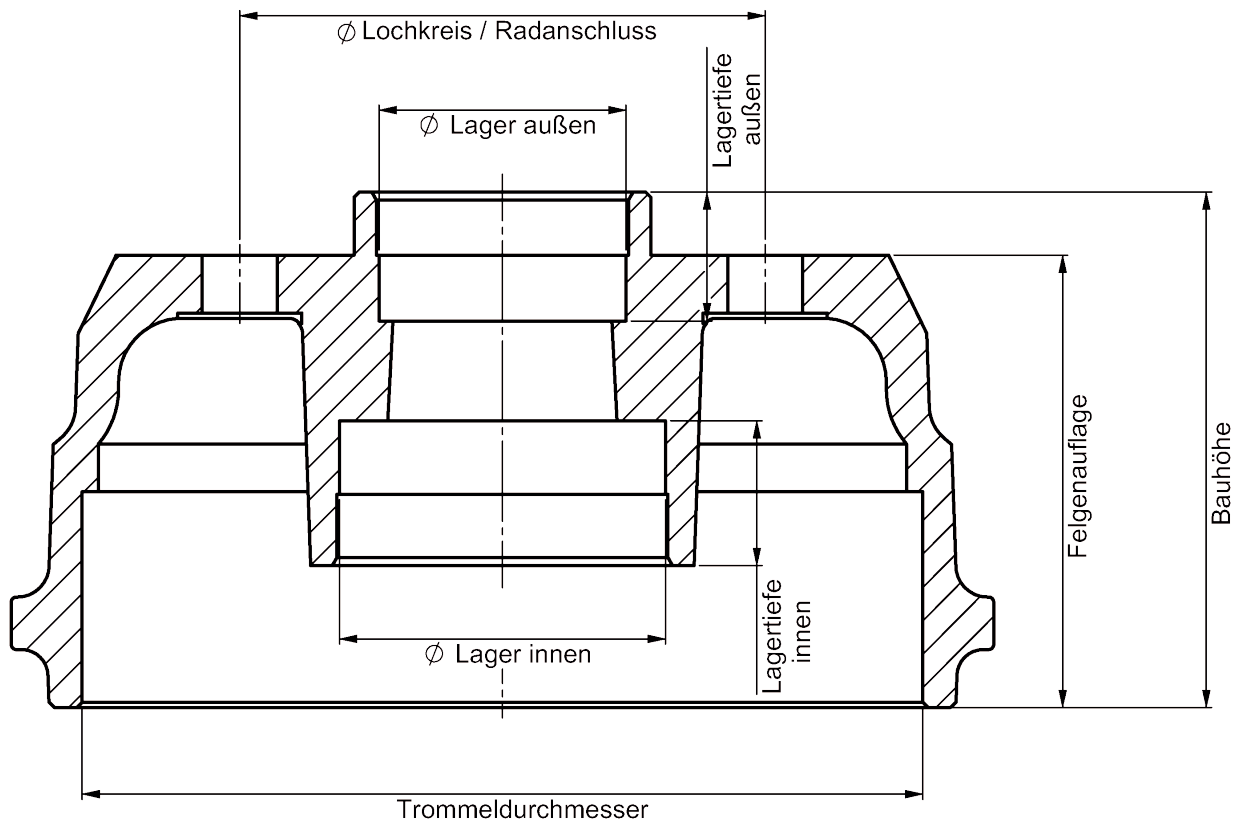 ⌀ Lochkreis / Radanschluss
⌀ Lager außen
Lagertiefe
außen
Felgenauflage
Bauhöhe
⌀ Lager innen
Lagertiefe
innen
Trommeldurchmesser